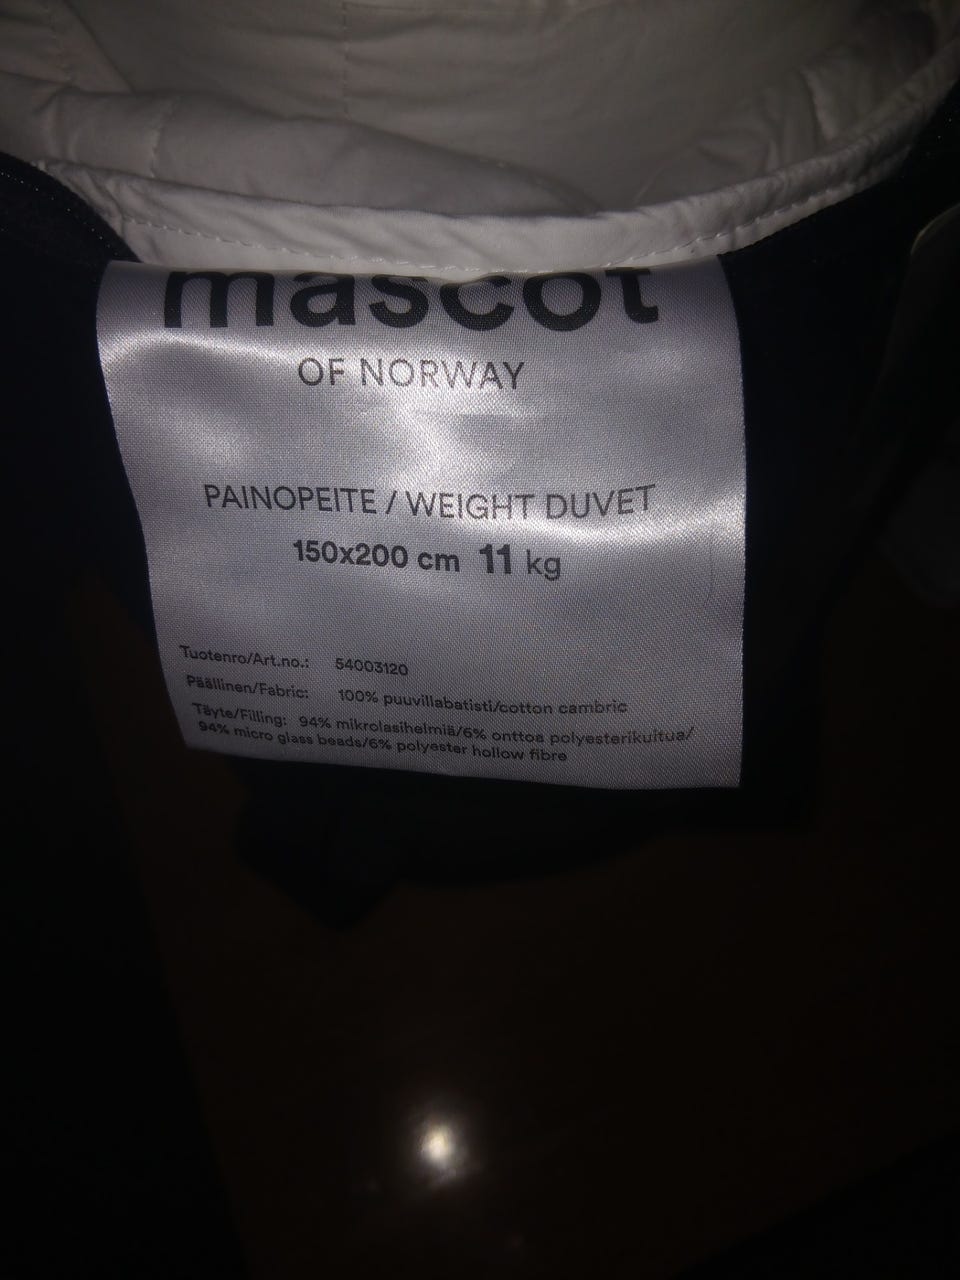 mascot
OF NORWAY
PAINOPEITE / WEIGHT DUVET
150x200 cm 11 kg
Tuotenro/Art.no.: 54003120
Päällinen/Fabric: 100% puuvillabatisti/cotton cambric
Täyte/Filling: 94% mikrolasihelmiä/6% onttoa polyesterikuitua/
94% micro glass beads/6% polyester hollow fibre